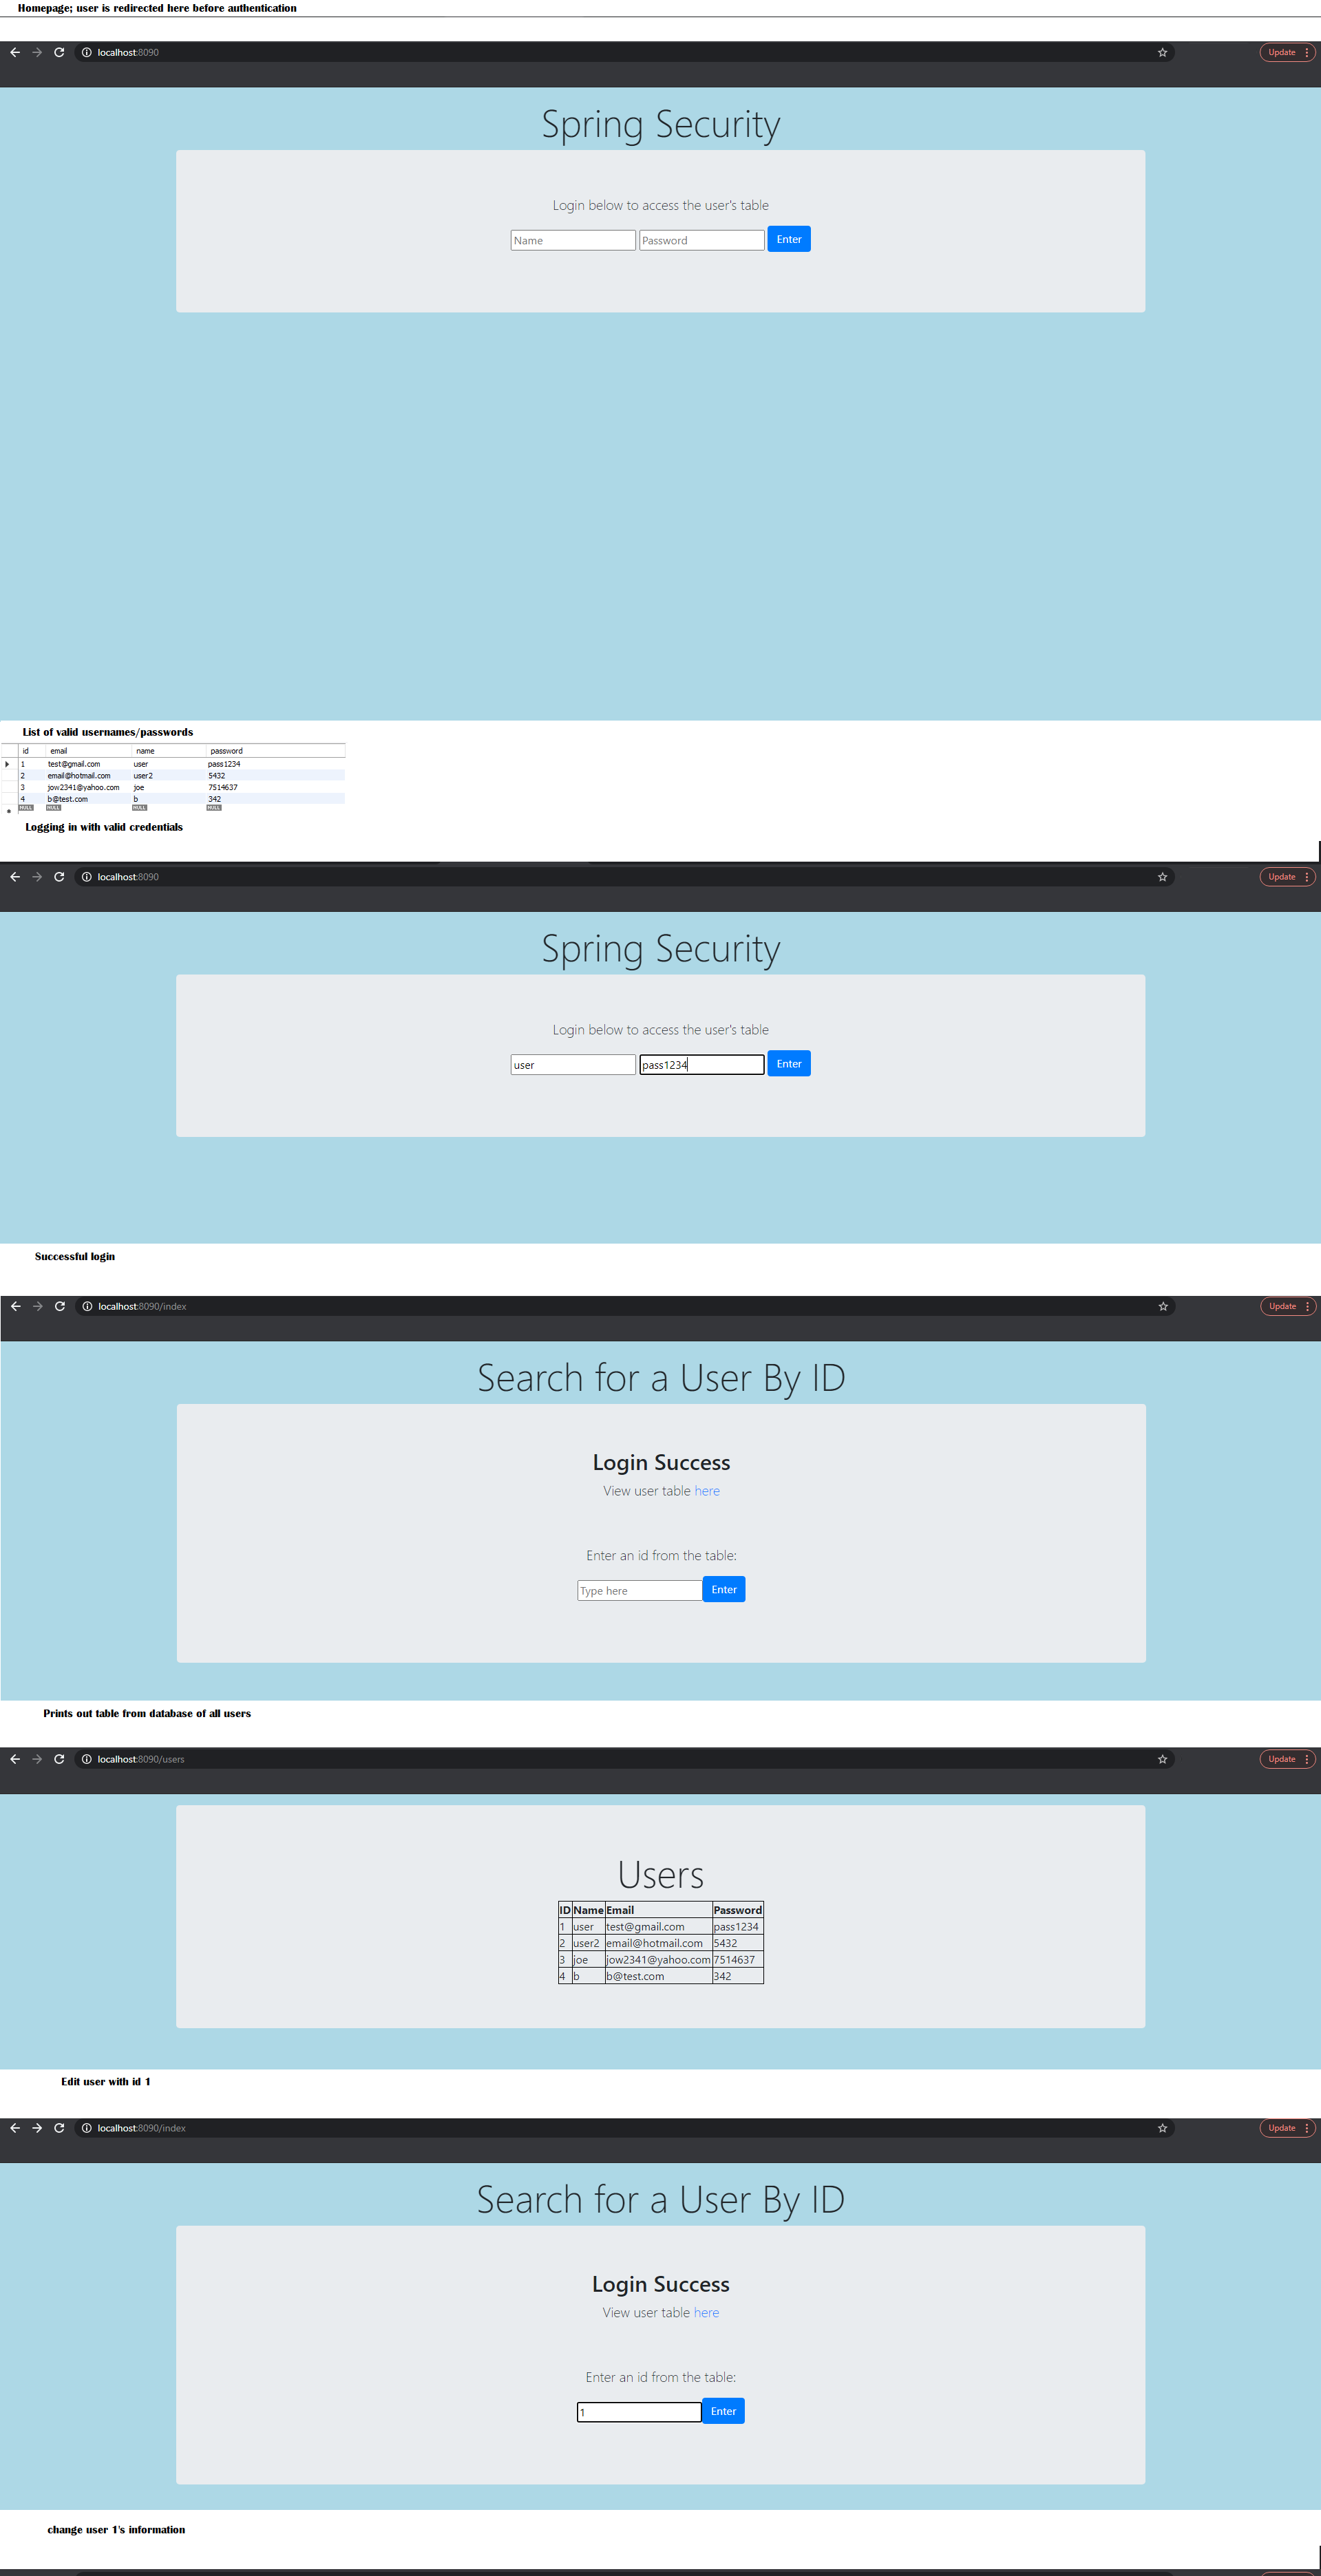 Homepage; user is redirected here before authentication
localhost:8090
Update
Spring Security
Login below to access the user's table
Name Password Enter
List of valid usernames/passwords
id email name password
1 test@gmail.com user pass1234
2 email@hotmail.com user2 5432
3 jow2341@yahoo.com joe 7514637
4 b@test.com b 342
NULL NULL NULL NULL
Logging in with valid credentials
localhost:8090
Update
Spring Security
Login below to access the user's table
user pass1234 Enter
Successful login
localhost:8090/index
Update
Search for a User By ID
Login Success
View user table here
Enter an id from the table:
Type here Enter
Prints out table from database of all users
localhost:8090/users
Update
Users
ID Name Email Password
1 user test@gmail.com pass1234
2 user2 email@hotmail.com 5432
3 joe jow2341@yahoo.com 7514637
4 b b@test.com 342
Edit user with id 1
localhost:8090/index
Update
Search for a User By ID
Login Success
View user table here
Enter an id from the table:
1 Enter
change user 1's information